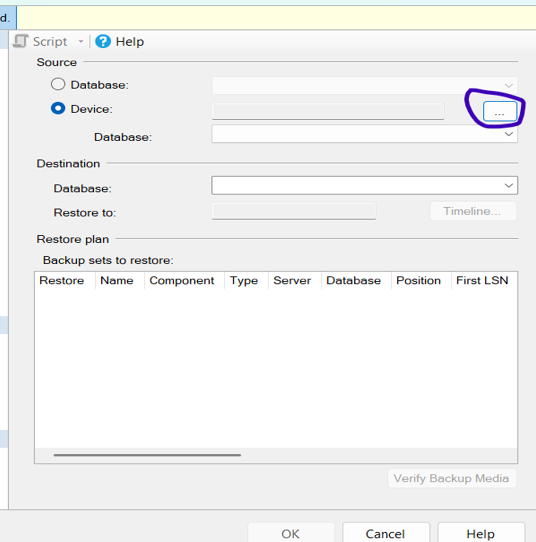 d.
Script Help
Source
Database:
Device: ...
Database:
Destination
Database:
Restore to: Timeline...
Restore plan
Backup sets to restore:
Restore Name Component Type Server Database Position First LSN
Verify Backup Media
OK Cancel Help